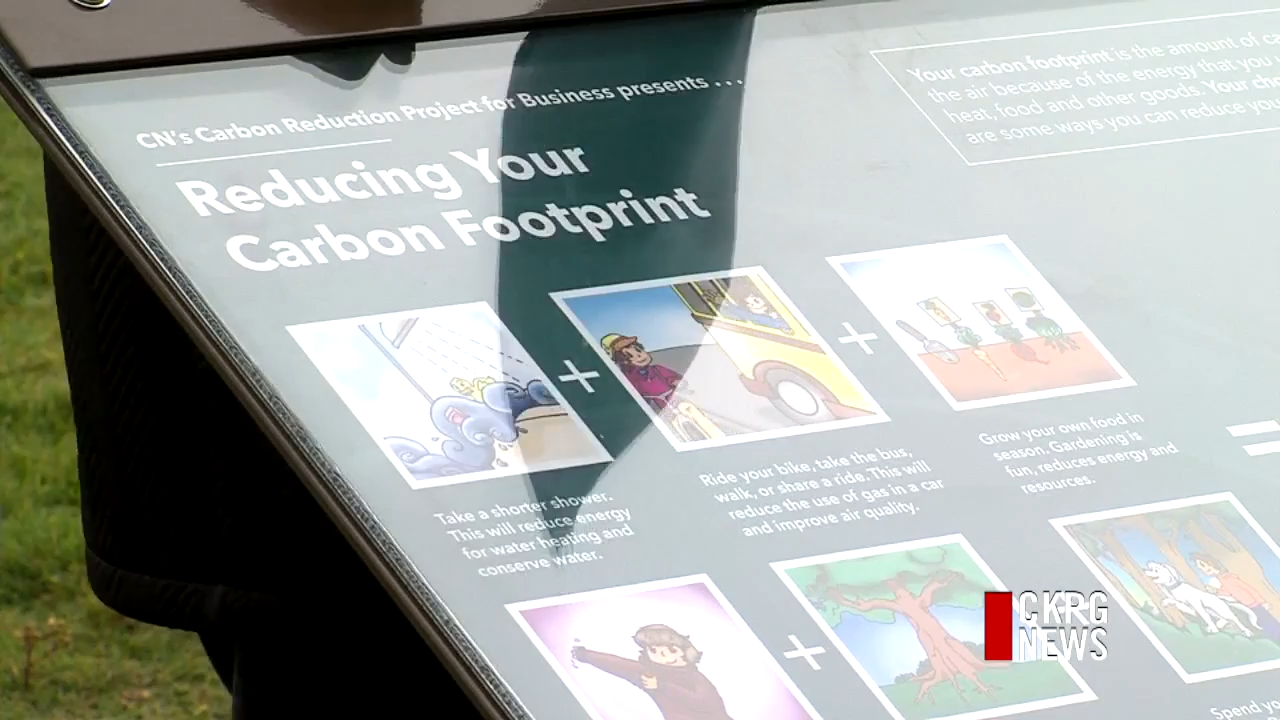 CN's Carbon Reduction Project for Business presents . . .
Reducing Your
Carbon Footprint
Your carbon footprint is the amount of
the air because of the energy that you
heat, food and other goods. Your
are some ways you can reduce
Take a shorter shower.
This will reduce energy
for water heating and
conserve water.
Ride your bike, take the bus,
walk, or share a ride. This will
reduce the use of gas in a car
and improve air quality.
Grow your own food in
season. Gardening is
fun, reduces energy and
resources.
+
+
=
+
CKRG
NEWS
Spend